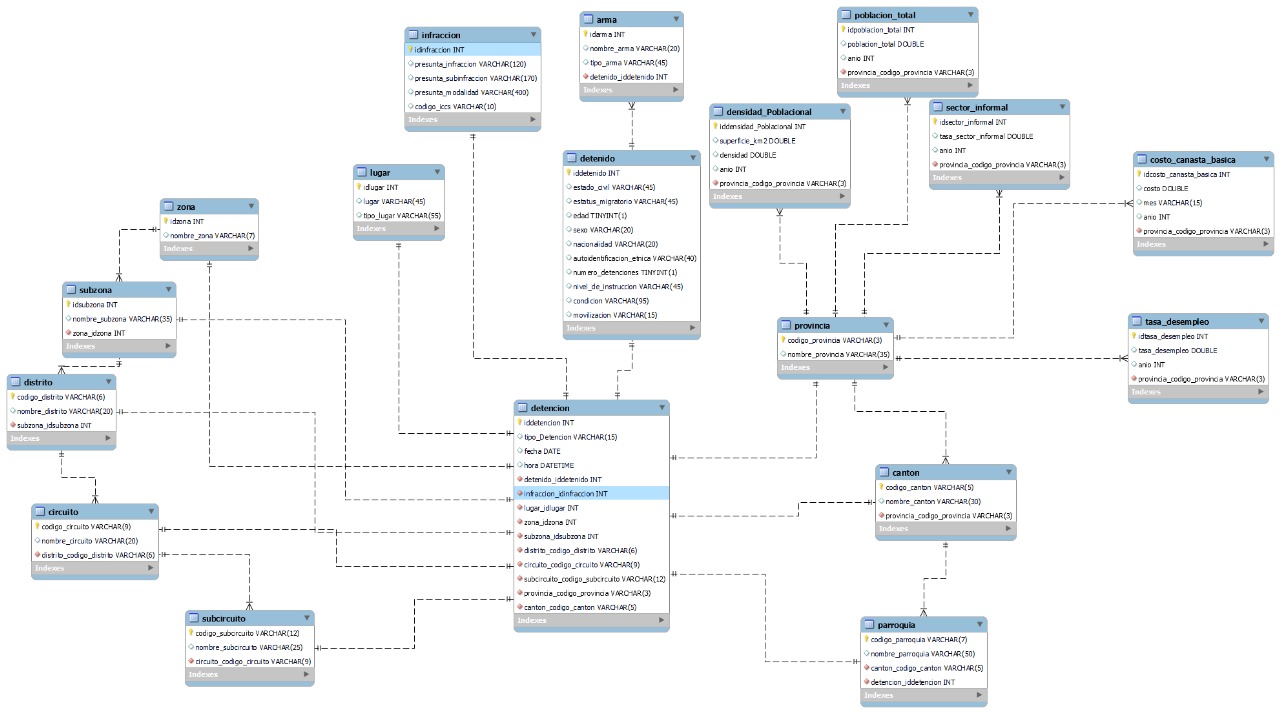 infraccion
idinfraccion INT
presunta_infraccion VARCHAR(120)
presunta_subinfraccion VARCHAR(170)
presunta_modalidad VARCHAR(400)
codigo_iccs VARCHAR(10)
Indexes
arma
idarma INT
nombre_arma VARCHAR(20)
tipo_arma VARCHAR(45)
detenido_iddetenido INT
Indexes
poblacion_total
idpoblacion_total INT
poblacion_total DOUBLE
anio INT
provincia_codigo_provincia VARCHAR(3)
Indexes
densidad_Poblacional
iddensidad_Poblacional INT
superficie_km2 DOUBLE
densidad DOUBLE
anio INT
provincia_codigo_provincia VARCHAR(3)
Indexes
sector_informal
idsector_informal INT
tasa_sector_informal DOUBLE
anio INT
provincia_codigo_provincia VARCHAR(3)
Indexes
costo_canasta_basica
idcosto_canasta_basica INT
costo DOUBLE
mes VARCHAR(15)
anio INT
provincia_codigo_provincia VARCHAR(3)
Indexes
lugar
idlugar INT
lugar VARCHAR(45)
tipo_lugar VARCHAR(55)
Indexes
detenido
iddetenido INT
estado_civil VARCHAR(45)
estatus_migratorio VARCHAR(45)
edad TINYINT(1)
sexo VARCHAR(20)
nacionalidad VARCHAR(20)
autoidentificacion_etnica VARCHAR(40)
numero_detenciones TINYINT(1)
nivel_de_instruccion VARCHAR(45)
condicion VARCHAR(95)
movilizacion VARCHAR(15)
Indexes
zona
idzona INT
nombre_zona VARCHAR(7)
Indexes
subzona
idsubzona INT
nombre_subzona VARCHAR(35)
zona_idzona INT
Indexes
provincia
codigo_provincia VARCHAR(3)
nombre_provincia VARCHAR(35)
Indexes
tasa_desempleo
idtasa_desempleo INT
tasa_desempleo DOUBLE
anio INT
provincia_codigo_provincia VARCHAR(3)
Indexes
distrito
codigo_distrito VARCHAR(6)
nombre_distrito VARCHAR(20)
subzona_idsubzona INT
Indexes
detencion
iddetencion INT
tipo_Detencion VARCHAR(15)
fecha DATE
hora DATETIME
detenido_iddetenido INT
infraccion_idinfraccion INT
lugar_idlugar INT
zona_idzona INT
subzona_idsubzona INT
distrito_codigo_distrito VARCHAR(6)
circuito_codigo_circuito VARCHAR(9)
subcircuito_codigo_subcircuito VARCHAR(12)
provincia_codigo_provincia VARCHAR(3)
canton_codigo_canton VARCHAR(5)
Indexes
canton
codigo_canton VARCHAR(5)
nombre_canton VARCHAR(30)
provincia_codigo_provincia VARCHAR(3)
Indexes
circuito
codigo_circuito VARCHAR(9)
nombre_circuito VARCHAR(20)
distrito_codigo_distrito VARCHAR(6)
Indexes
subcircuito
codigo_subcircuito VARCHAR(12)
nombre_subcircuito VARCHAR(25)
circuito_codigo_circuito VARCHAR(9)
Indexes
parroquia
codigo_parroquia VARCHAR(7)
nombre_parroquia VARCHAR(50)
canton_codigo_canton VARCHAR(5)
detencion_iddetencion INT
Indexes